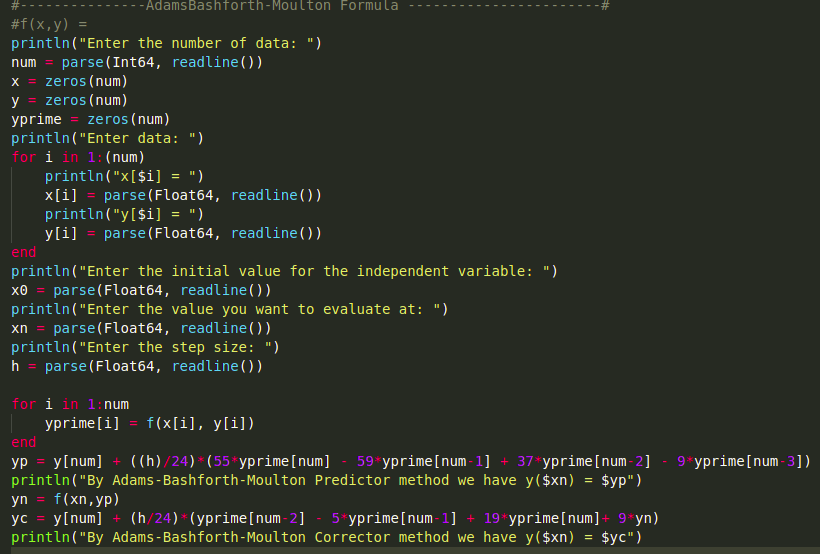 #---------------AdamsBashforth-Moulton Formula -----------------------#
#f(x,y) =
println("Enter the number of data: ")
num = parse(Int64, readline())
x = zeros(num)
y = zeros(num)
yprime = zeros(num)
println("Enter data: ")
for i in 1:(num)
    println("x[$i] = ")
    x[i] = parse(Float64, readline())
    println("y[$i] = ")
    y[i] = parse(Float64, readline())
end
println("Enter the initial value for the independent variable: ")
x0 = parse(Float64, readline())
println("Enter the value you want to evaluate at: ")
xn = parse(Float64, readline())
println("Enter the step size: ")
h = parse(Float64, readline())

for i in 1:num
    yprime[i] = f(x[i], y[i])
end
yp = y[num] + ((h)/24)*(55*yprime[num] - 59*yprime[num-1] + 37*yprime[num-2] - 9*yprime[num-3])
println("By Adams-Bashforth-Moulton Predictor method we have y($xn) = $yp")
yn = f(xn,yp)
yc = y[num] + (h/24)*(yprime[num-2] - 5*yprime[num-1] + 19*yprime[num]+ 9*yn)
println("By Adams-Bashforth-Moulton Corrector method we have y($xn) = $yc")